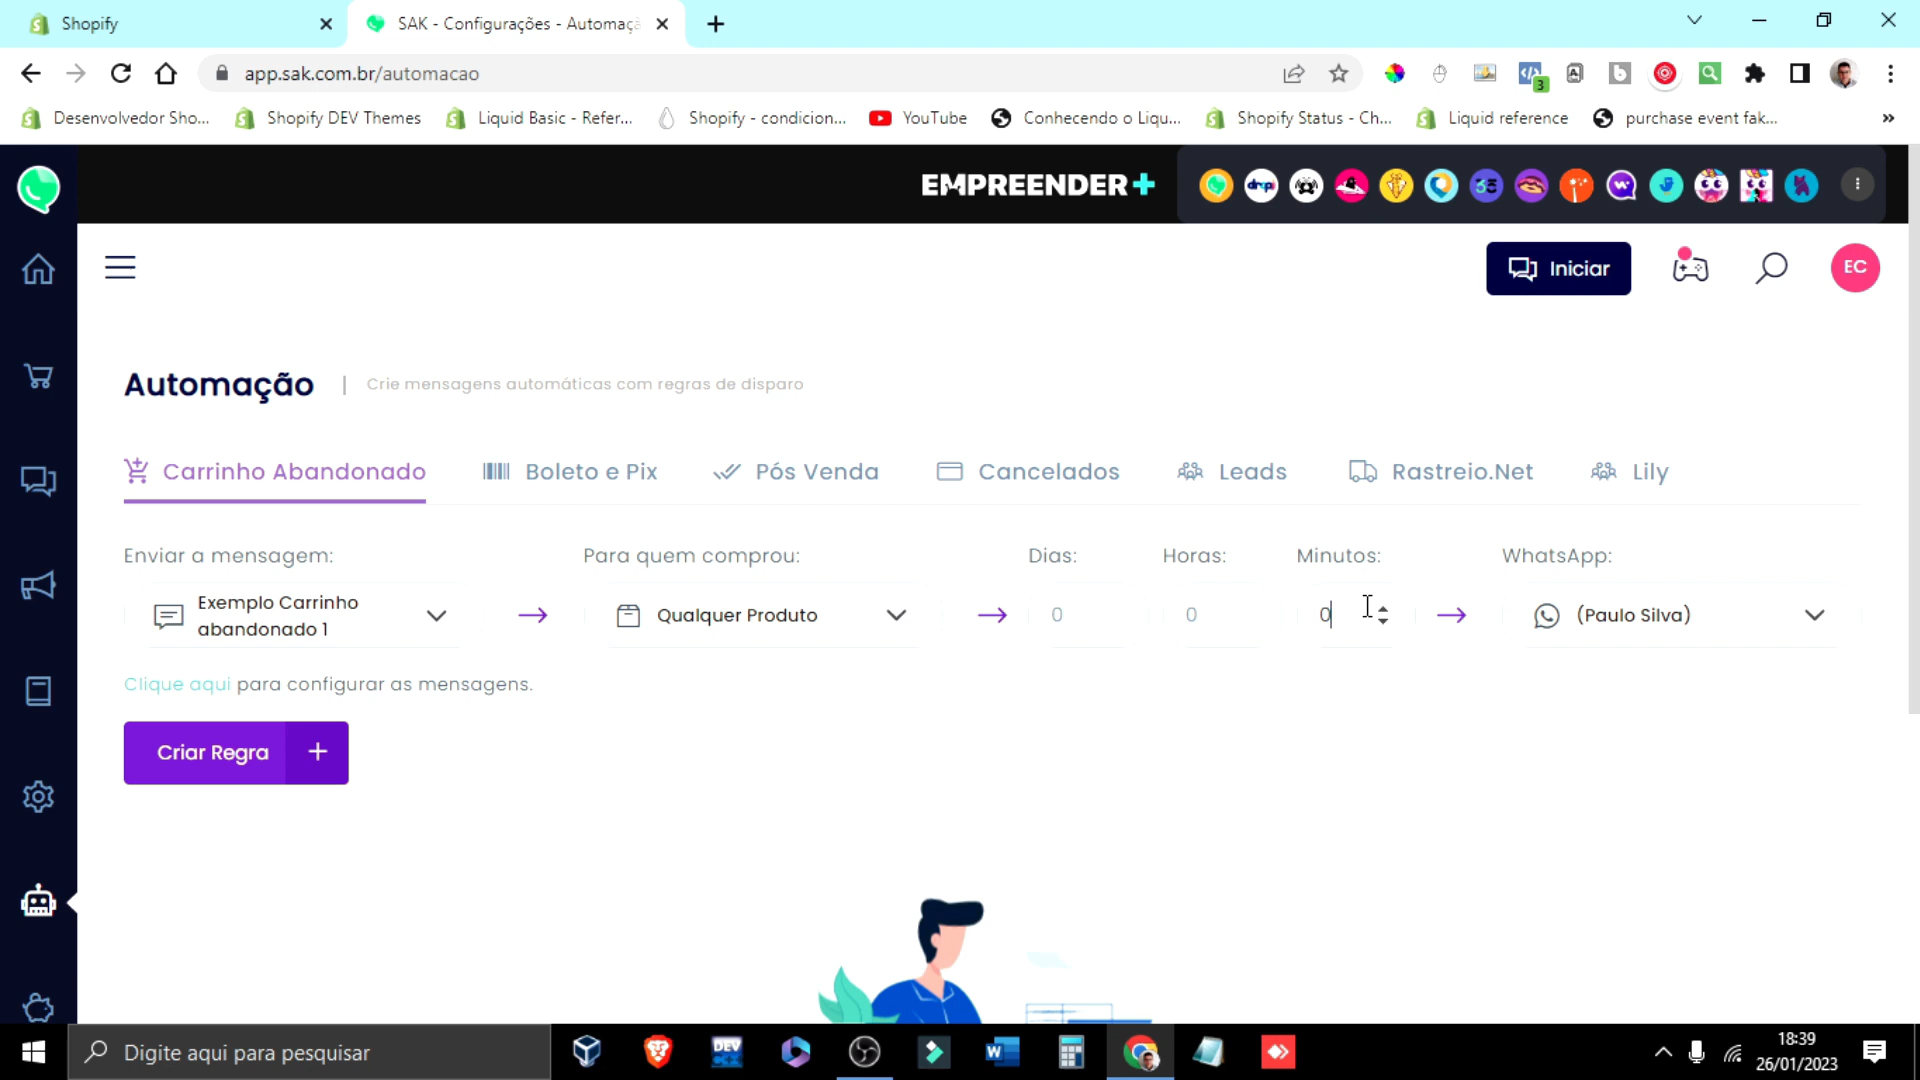 Shopify
SAK - Configurações - Automaçã
app.sak.com.br/automacao
3
Desenvolvedor Sho...
Shopify DEV Themes
Liquid Basic - Refer...
Shopify - condicion...
YouTube
Conhecendo o Liqu...
Shopify Status - Ch...
Liquid reference
purchase event fak...
»
EMPREENDER+
Iniciar
EC
Automação | Crie mensagens automáticas com regras de disparo
Carrinho Abandonado
Boleto e Pix
Pós Venda
Cancelados
Leads
Rastreio.Net
Lily
Enviar a mensagem:
Para quem comprou:
Dias:
Horas:
Minutos:
WhatsApp:
Exemplo Carrinho
abandonado 1
Qualquer Produto
0
0
0
(Paulo Silva)
Clique aqui para configurar as mensagens.
Criar Regra +
Digite aqui para pesquisar
DEV
W
18:39
26/01/2023